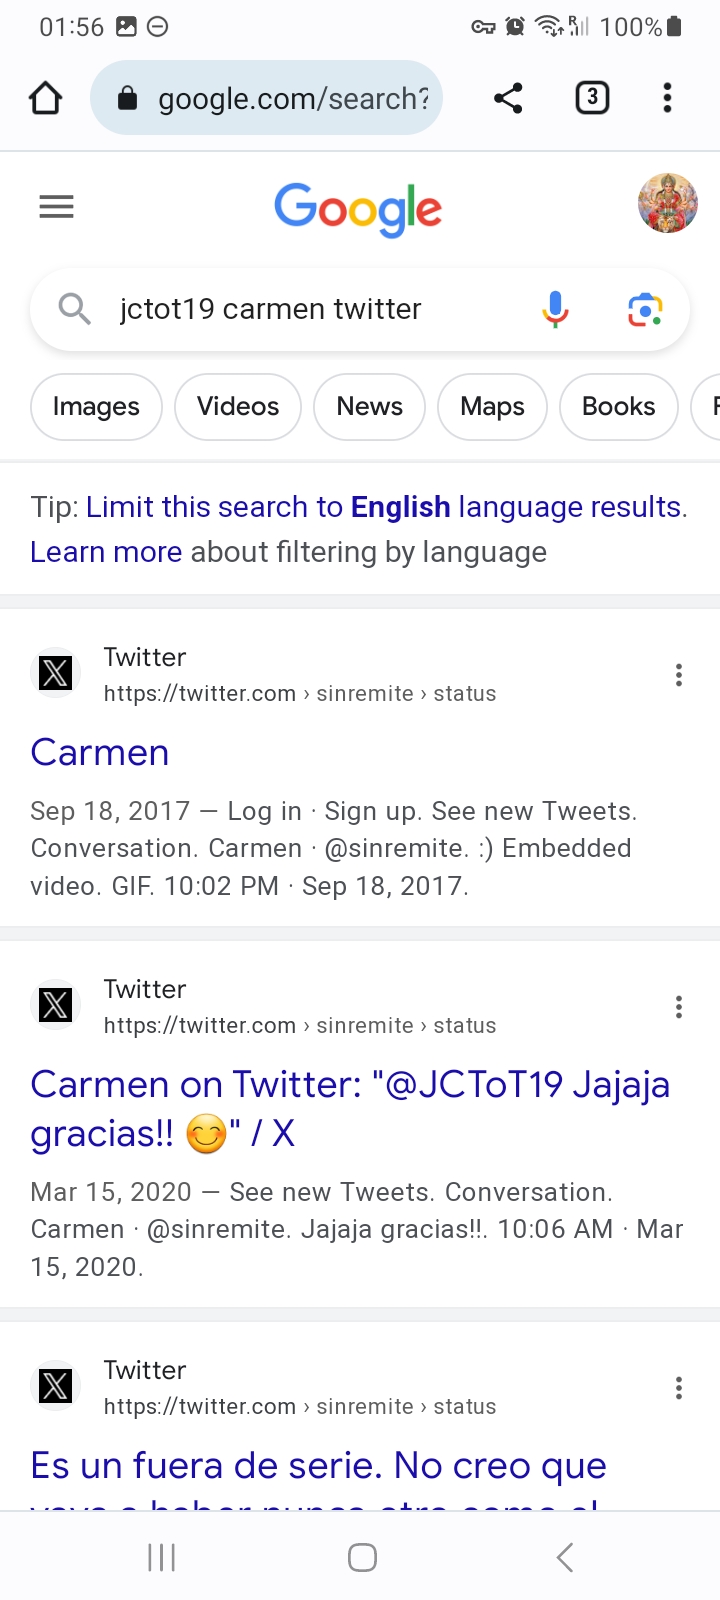 01:56
R
100%
google.com/search?
3
Google
jctot19 carmen twitter
Images
Videos
News
Maps
Books
Tip: Limit this search to English language results.
Learn more about filtering by language
Twitter
https://twitter.com › sinremite › status
Carmen
Sep 18, 2017 — Log in · Sign up. See new Tweets.
Conversation. Carmen · @sinremite. :) Embedded
video. GIF. 10:02 PM · Sep 18, 2017.
Twitter
https://twitter.com › sinremite › status
Carmen on Twitter: "@JCToT19 Jajaja
gracias!! 😊" / X
Mar 15, 2020 — See new Tweets. Conversation.
Carmen · @sinremite. Jajaja gracias!!. 10:06 AM · Mar
15, 2020.
Twitter
https://twitter.com › sinremite › status
Es un fuera de serie. No creo que